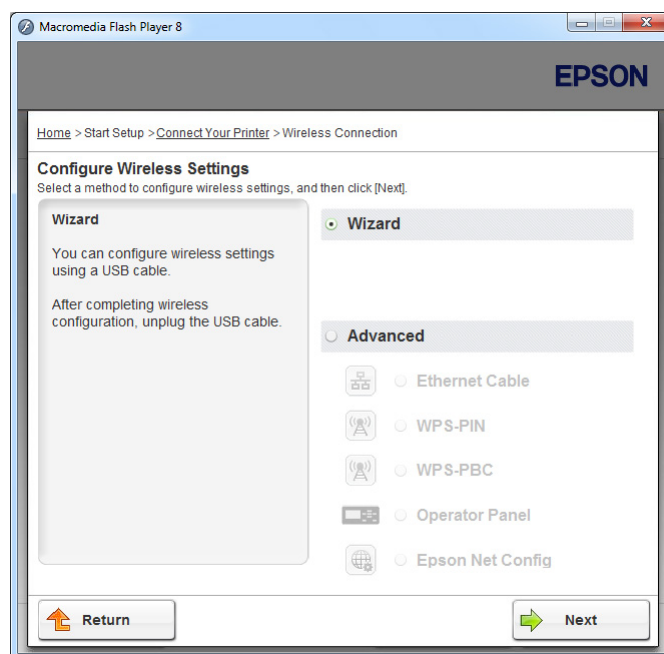 Macromedia Flash Player 8
EPSON
Home > Start Setup > Connect Your Printer > Wireless Connection
Configure Wireless Settings
Select a method to configure wireless settings, and then click [Next].
Wizard
You can configure wireless settings
using a USB cable.
After completing wireless
configuration, unplug the USB cable.
Wizard
Advanced
Ethernet Cable
WPS-PIN
WPS-PBC
Operator Panel
Epson Net Config
Return
Next